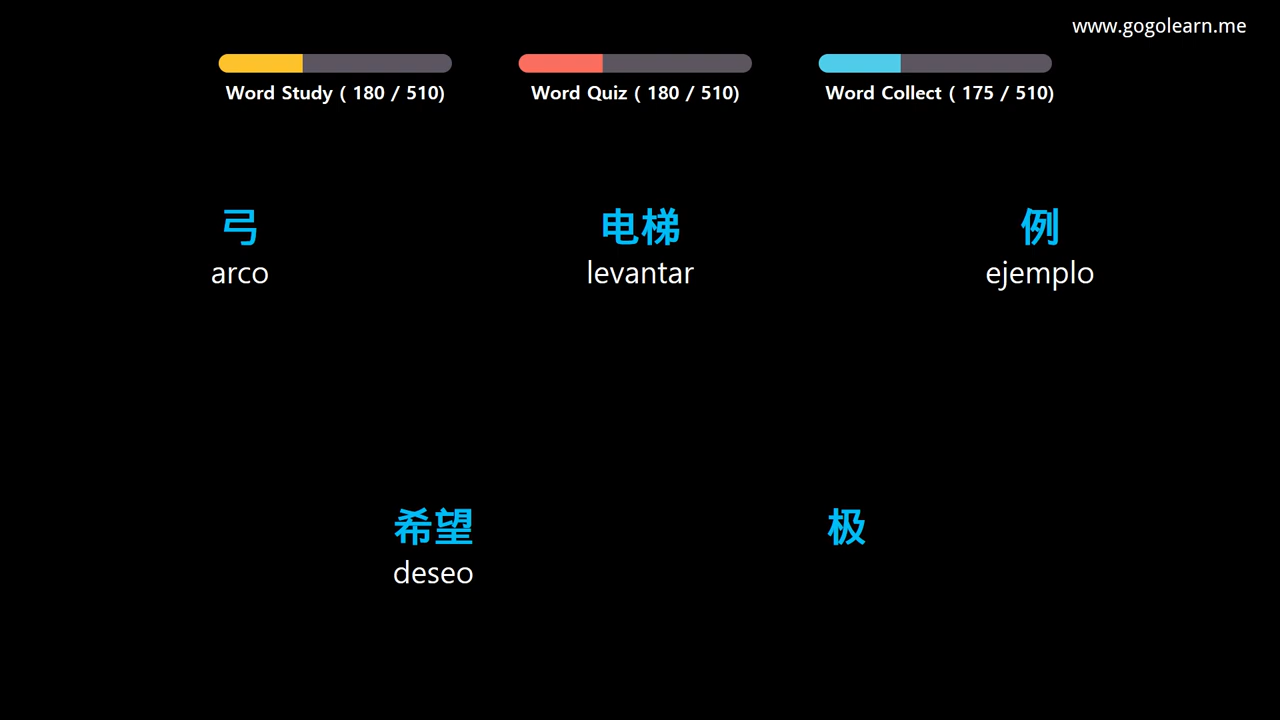 www.gogolearn.me
Word Study ( 180 / 510)
Word Quiz ( 180 / 510)
Word Collect ( 175 / 510)
弓
arco
电梯
levantar
例
ejemplo
希望
deseo
极